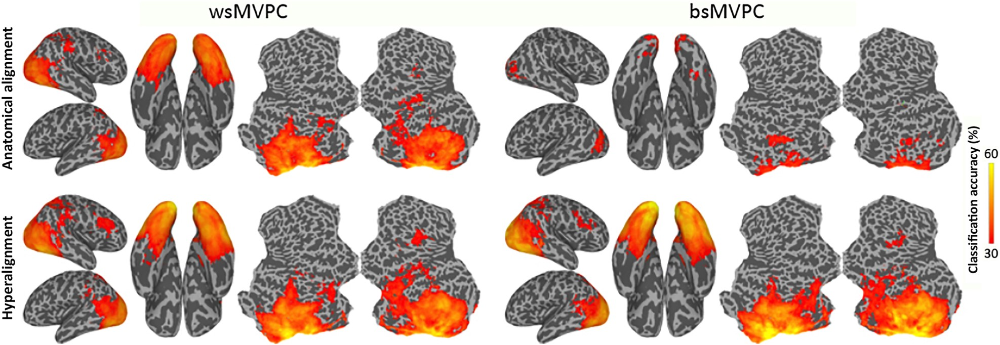 wsMVPC
bsMVPC
Anatomical alignment
Hyperalignment
Classification accuracy (%)
60
30